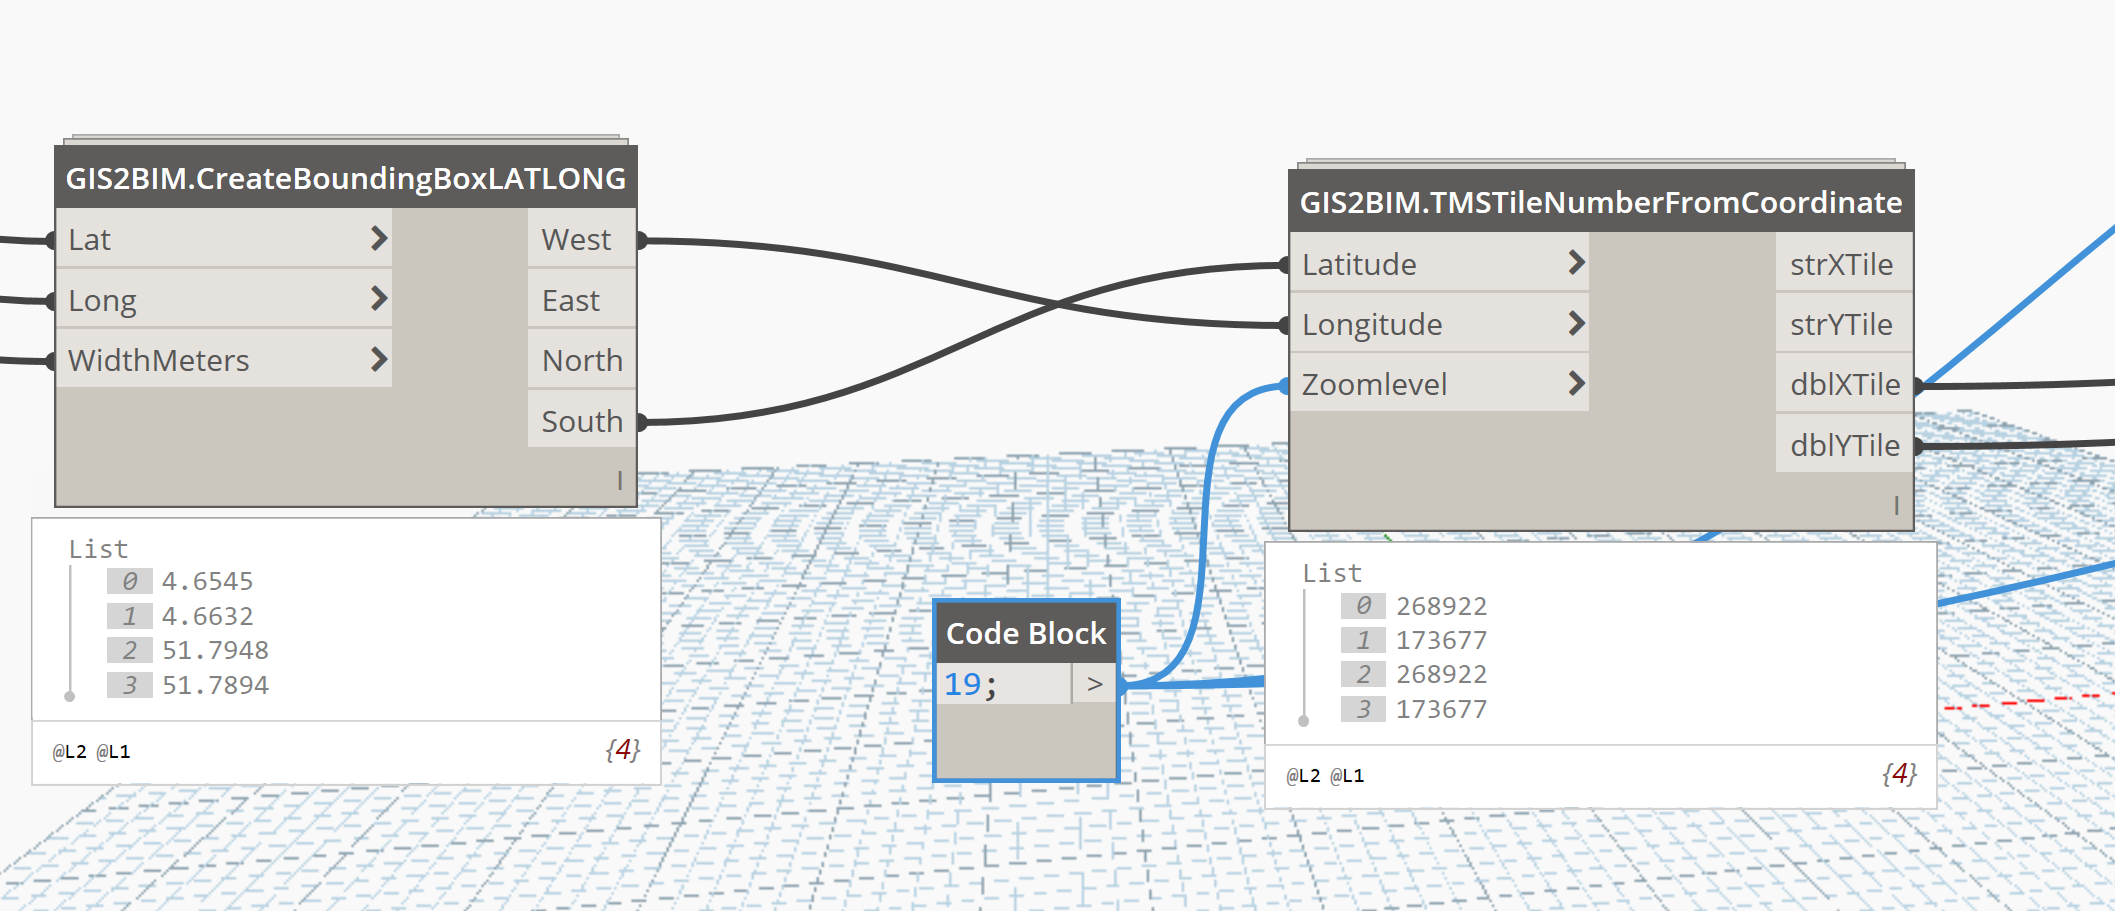 GIS2BIM.CreateBoundingBoxLATLONG
Lat >
Long >
WidthMeters >
West
East
North
South
l
List
0 4.6545
1 4.6632
2 51.7948
3 51.7894
@L2 @L1 {4}
Code Block
19; >
GIS2BIM.TMSTileNumberFromCoordinate
Latitude >
Longitude >
Zoomlevel >
strXTile
strYTile
dblXTile
dblYTile
l
List
0 268922
1 173677
2 268922
3 173677
@L2 @L1 {4}